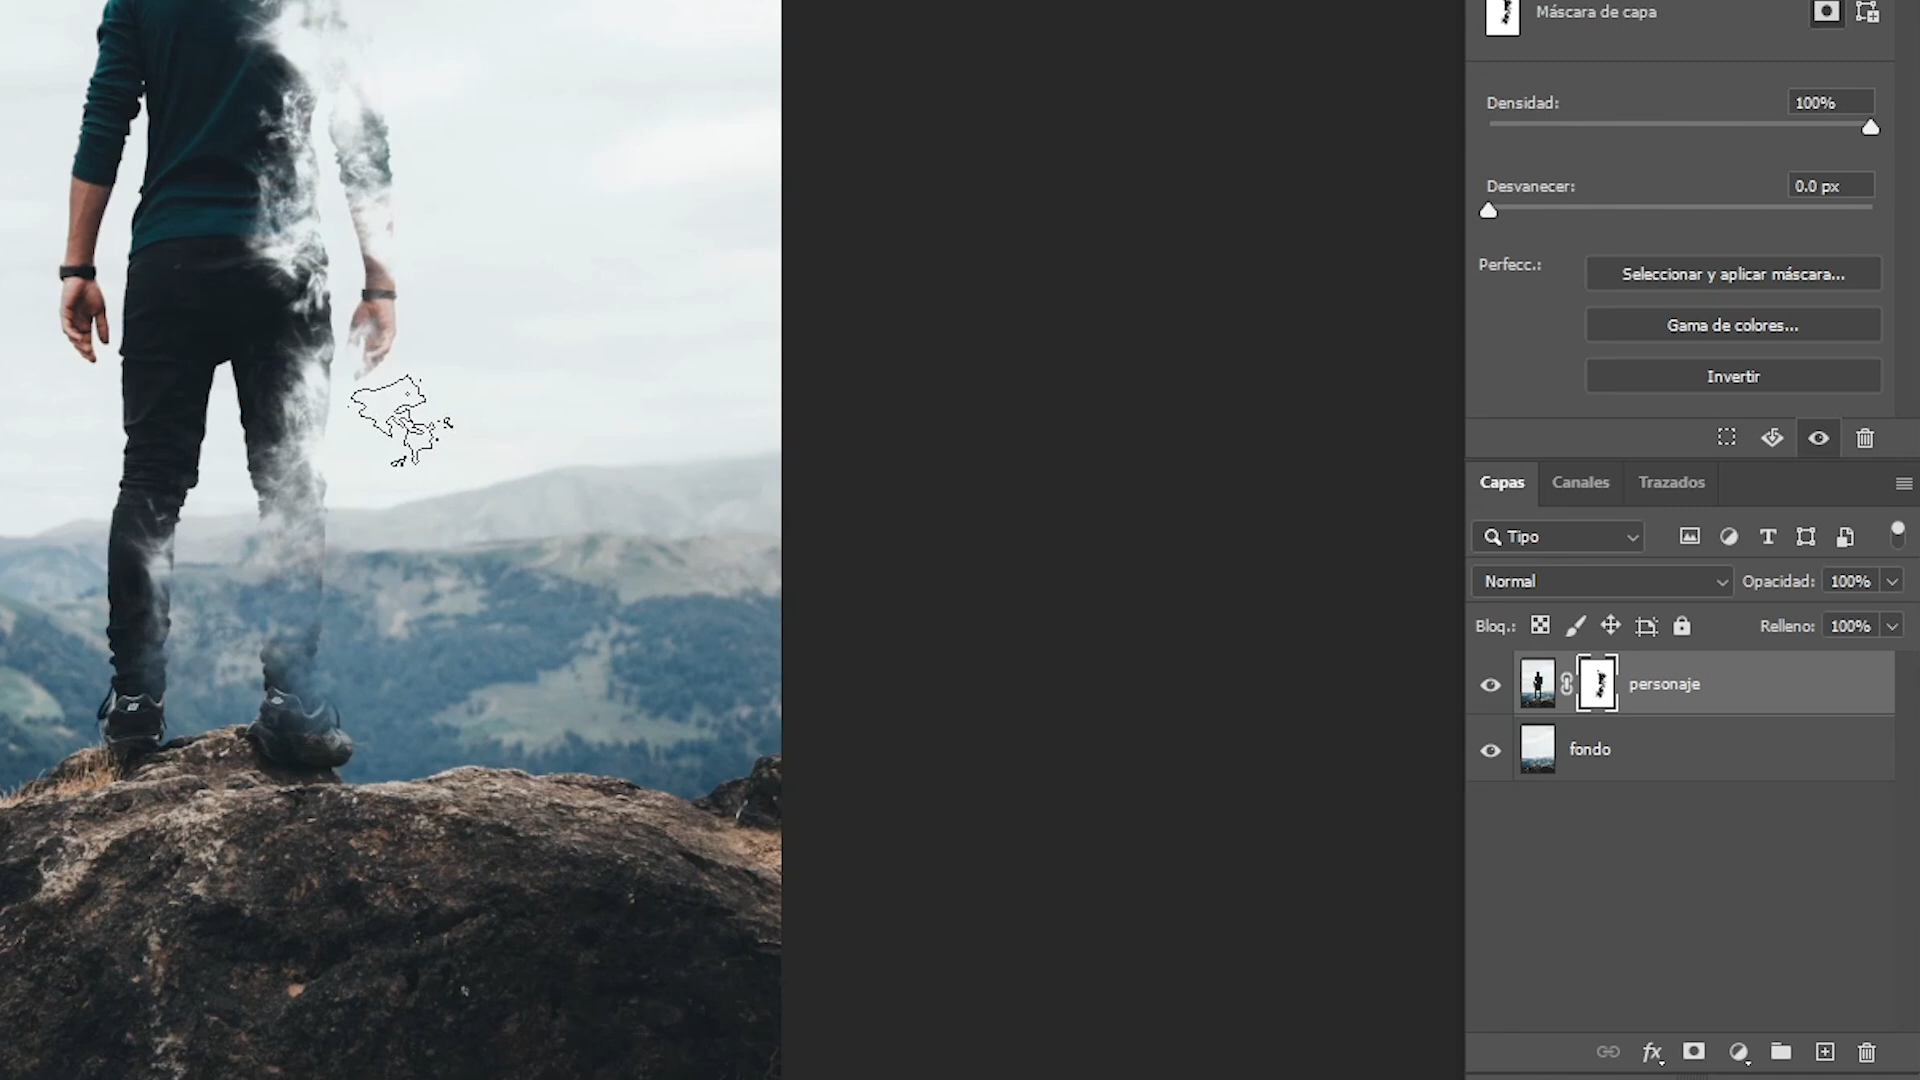 Máscara de capa
Densidad: 100%
Desvanecer: 0.0 px
Perfecc.: Seleccionar y aplicar máscara...
Gama de colores...
Invertir
Capas Canales Trazados
Tipo
Normal Opacidad: 100%
Bloq.: Relleno: 100%
personaje
fondo
fx